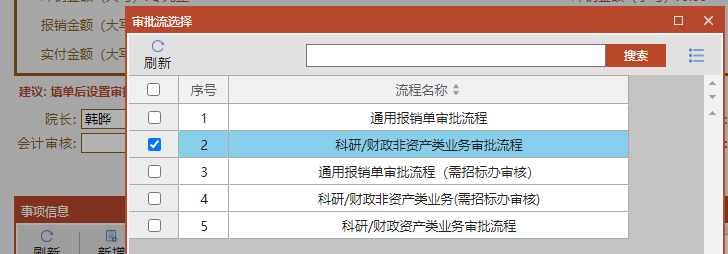 报销金额（大写
实付金额（大写
建议: 填单后设置审
院长: 韩晔
会计审核:
事项信息
刷新 新增
审批流选择
刷新 搜索
序号 流程名称
1 通用报销单审批流程
2 科研/财政非资产类业务审批流程
3 通用报销单审批流程（需招标办审核）
4 科研/财政非资产类业务(需招标办审核)
5 科研/财政资产类业务审批流程